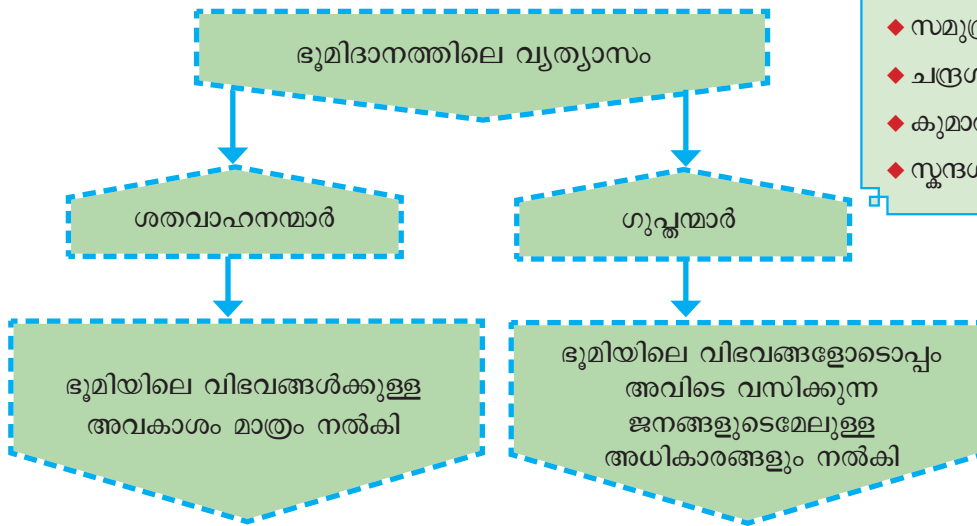 ഭൂമിദാനത്തിലെ വ്യത്യാസം
ശതവാഹനന്മാർ
ഗുപ്തന്മാർ
ഭൂമിയിലെ വിഭവങ്ങൾക്കുള്ള
അവകാശം മാത്രം നൽകി
ഭൂമിയിലെ വിഭവങ്ങളോടൊപ്പം
അവിടെ വസിക്കുന്ന
ജനങ്ങളുടെമേലുള്ള
അധികാരങ്ങളും നൽകി